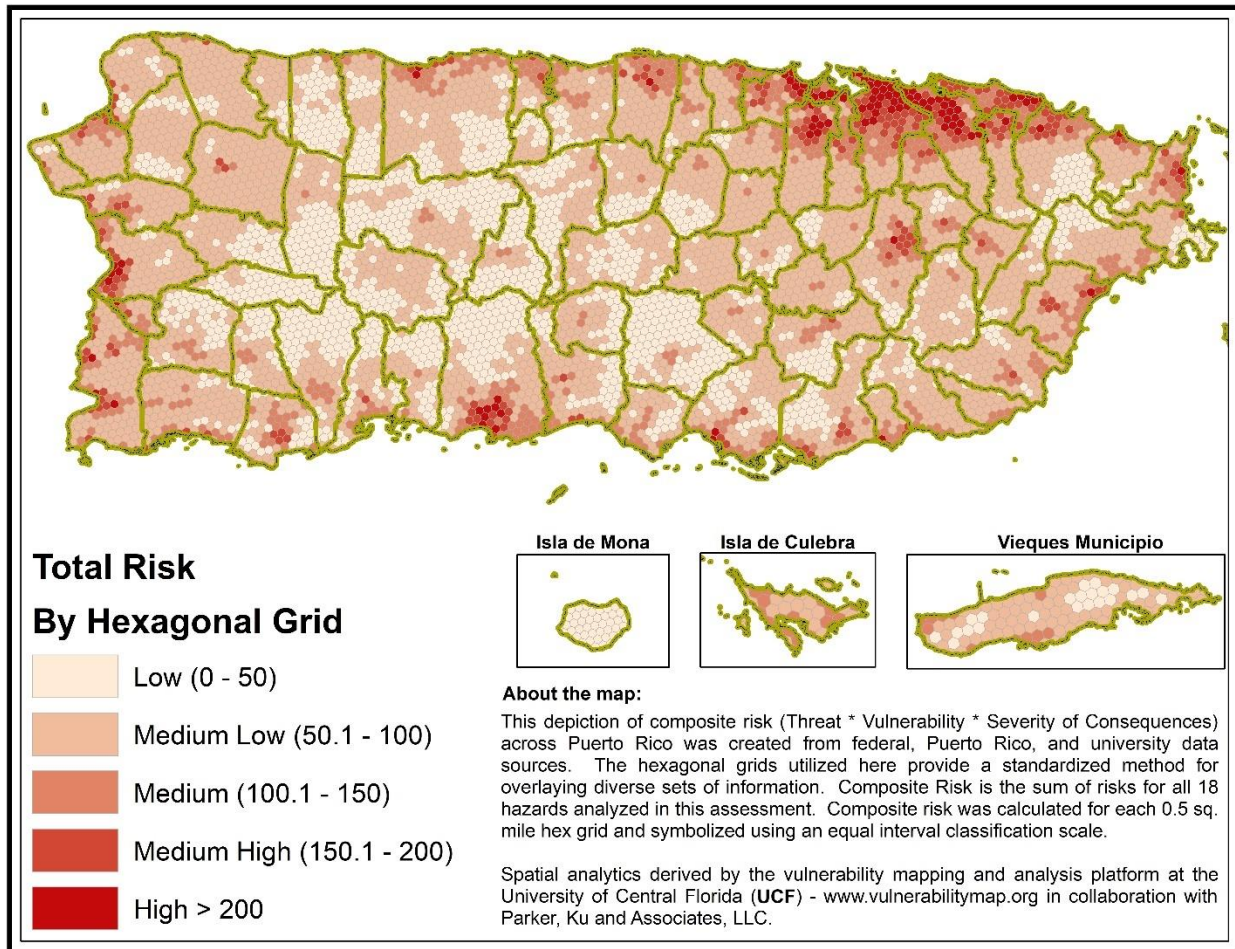 Isla de Mona
Isla de Culebra
Vieques Municipio
Total Risk
By Hexagonal Grid
Low (0 - 50)
Medium Low (50.1 - 100)
Medium (100.1 - 150)
Medium High (150.1 - 200)
High > 200
About the map:
This depiction of composite risk (Threat * Vulnerability * Severity of Consequences)
across Puerto Rico was created from federal, Puerto Rico, and university data
sources. The hexagonal grids utilized here provide a standardized method for
overlaying diverse sets of information. Composite Risk is the sum of risks for all 18
hazards analyzed in this assessment. Composite risk was calculated for each 0.5 sq.
mile hex grid and symbolized using an equal interval classification scale.
Spatial analytics derived by the vulnerability mapping and analysis platform at the
University of Central Florida (UCF) - www.vulnerabilitymap.org in collaboration with
Parker, Ku and Associates, LLC.